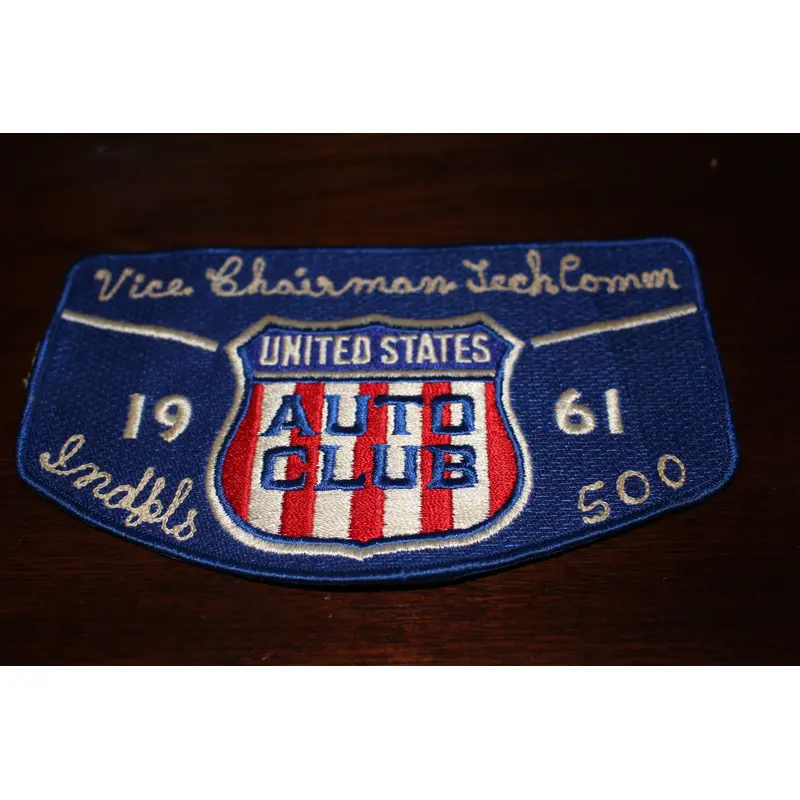 Vice Chairman Tech Comm
UNITED STATES
AUTO
CLUB
19 61
Indpls 500